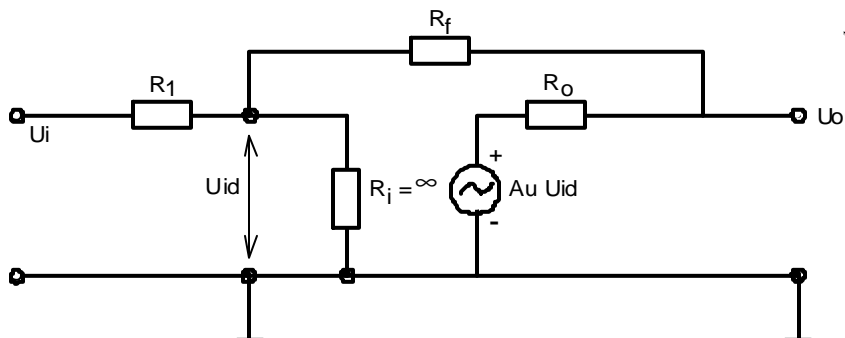 Rf
R1
Ro
Ui
Uo
Uid
Ri = ∞
+
Au Uid
-